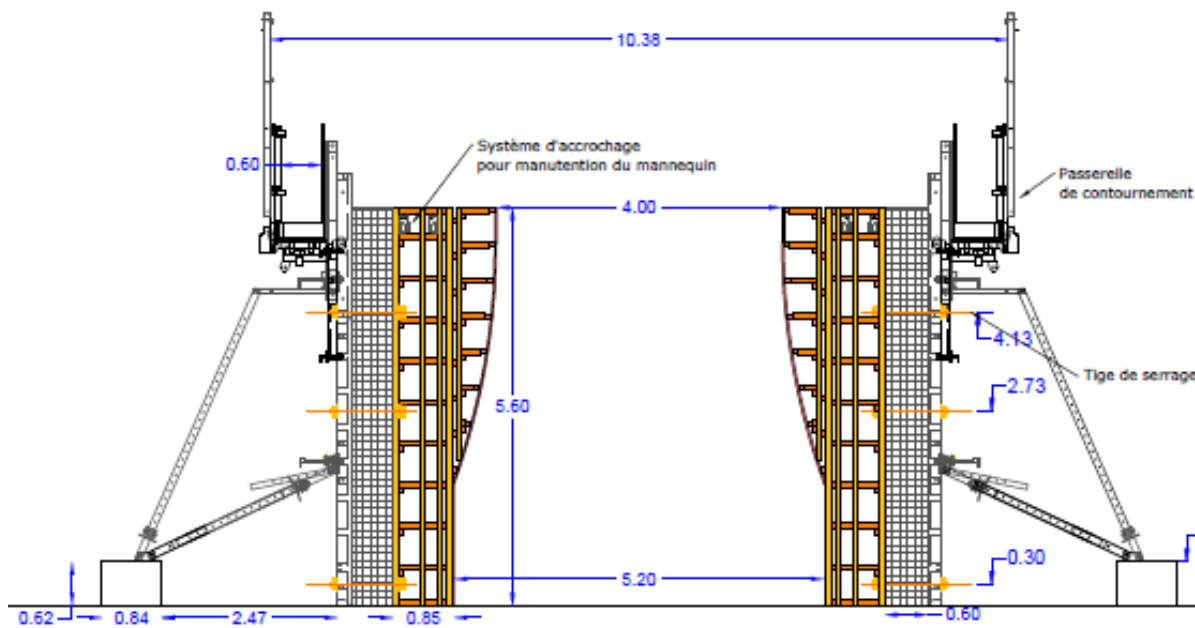 10.38
Système d'accrochage
pour manutention du mannequin
0.60
Passerelle
de contournement
4.00
4.13
Tige de serrage
2.73
5.60
0.30
5.20
0.62
0.84
2.47
0.85
0.60